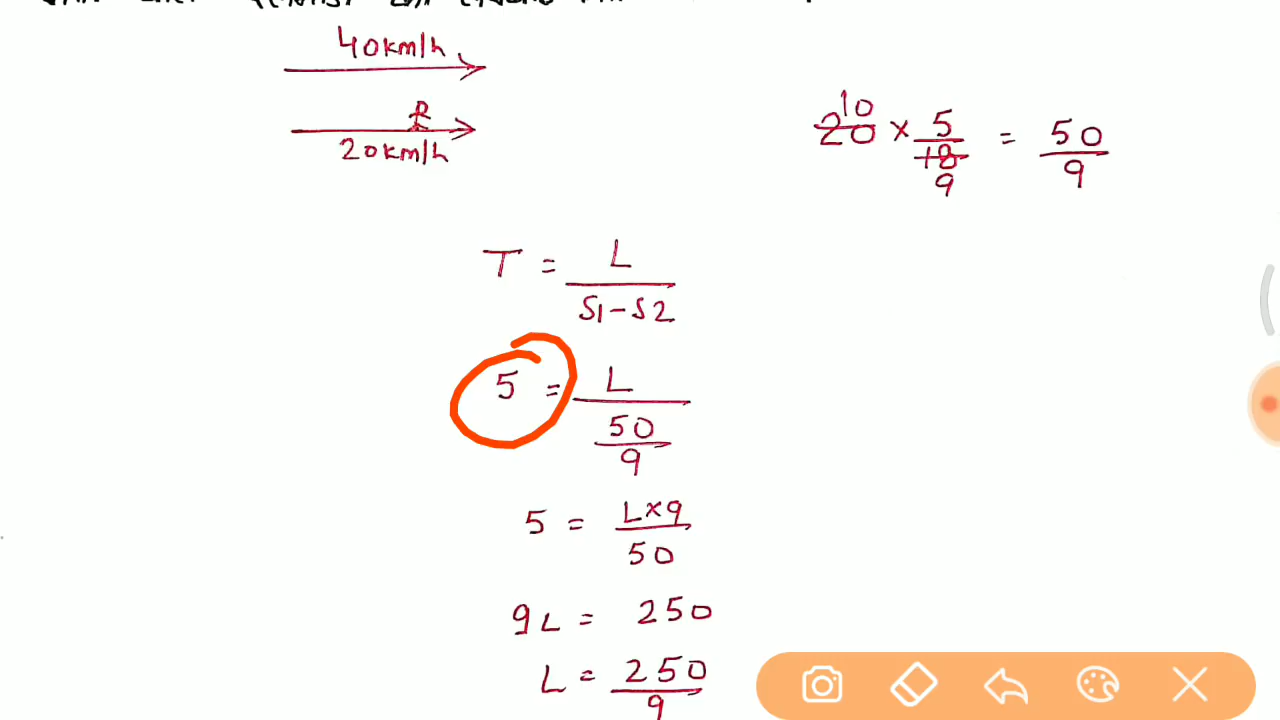 40km/h
20km/h
10
20 × 5/18 = 50/9
9
T = L/S1-S2
5 = L/50/9
5 = L×9/50
9L = 250
L = 250/9